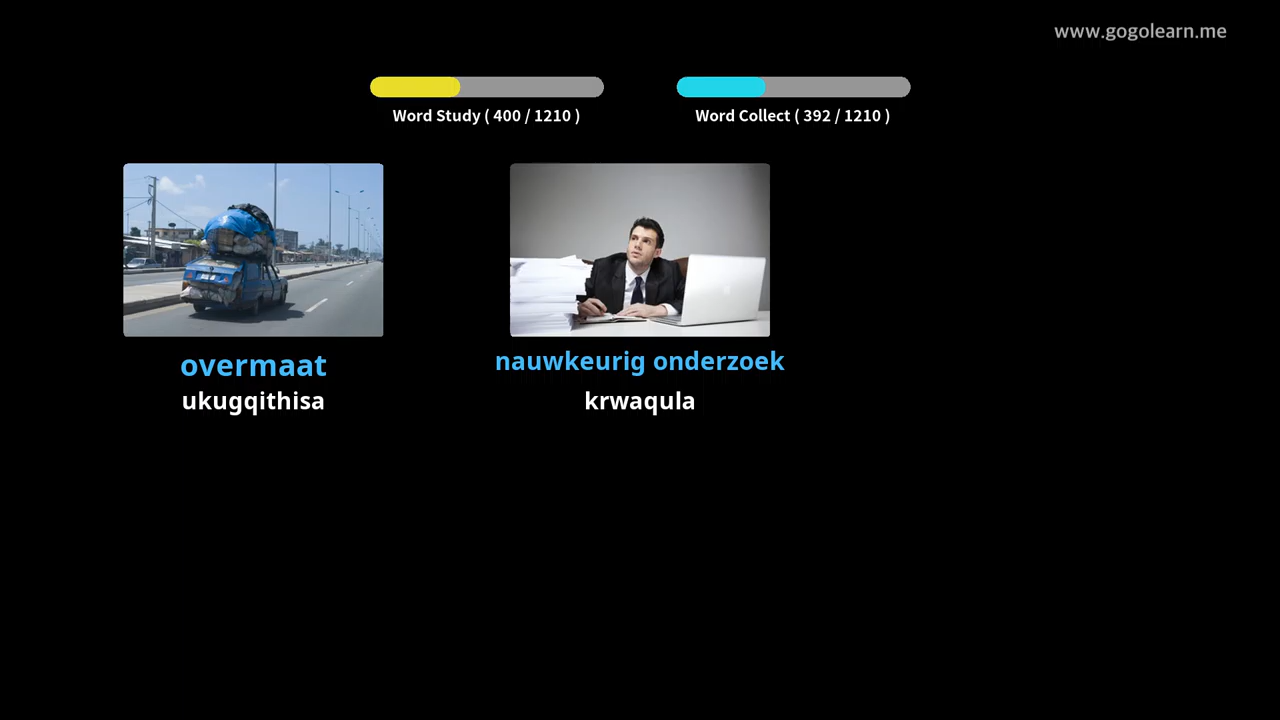 www.gogolearn.me
Word Study ( 400 / 1210 )
Word Collect ( 392 / 1210 )
overmaat
ukugqithisa
nauwkeurig onderzoek
krwaqula